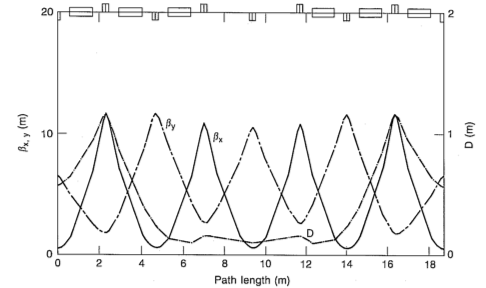 20
2
β_y
β_x
β_x, y (m)
10
1
D (m)
D
0
0
0 2 4 6 8 10 12 14 16 18
Path length (m)